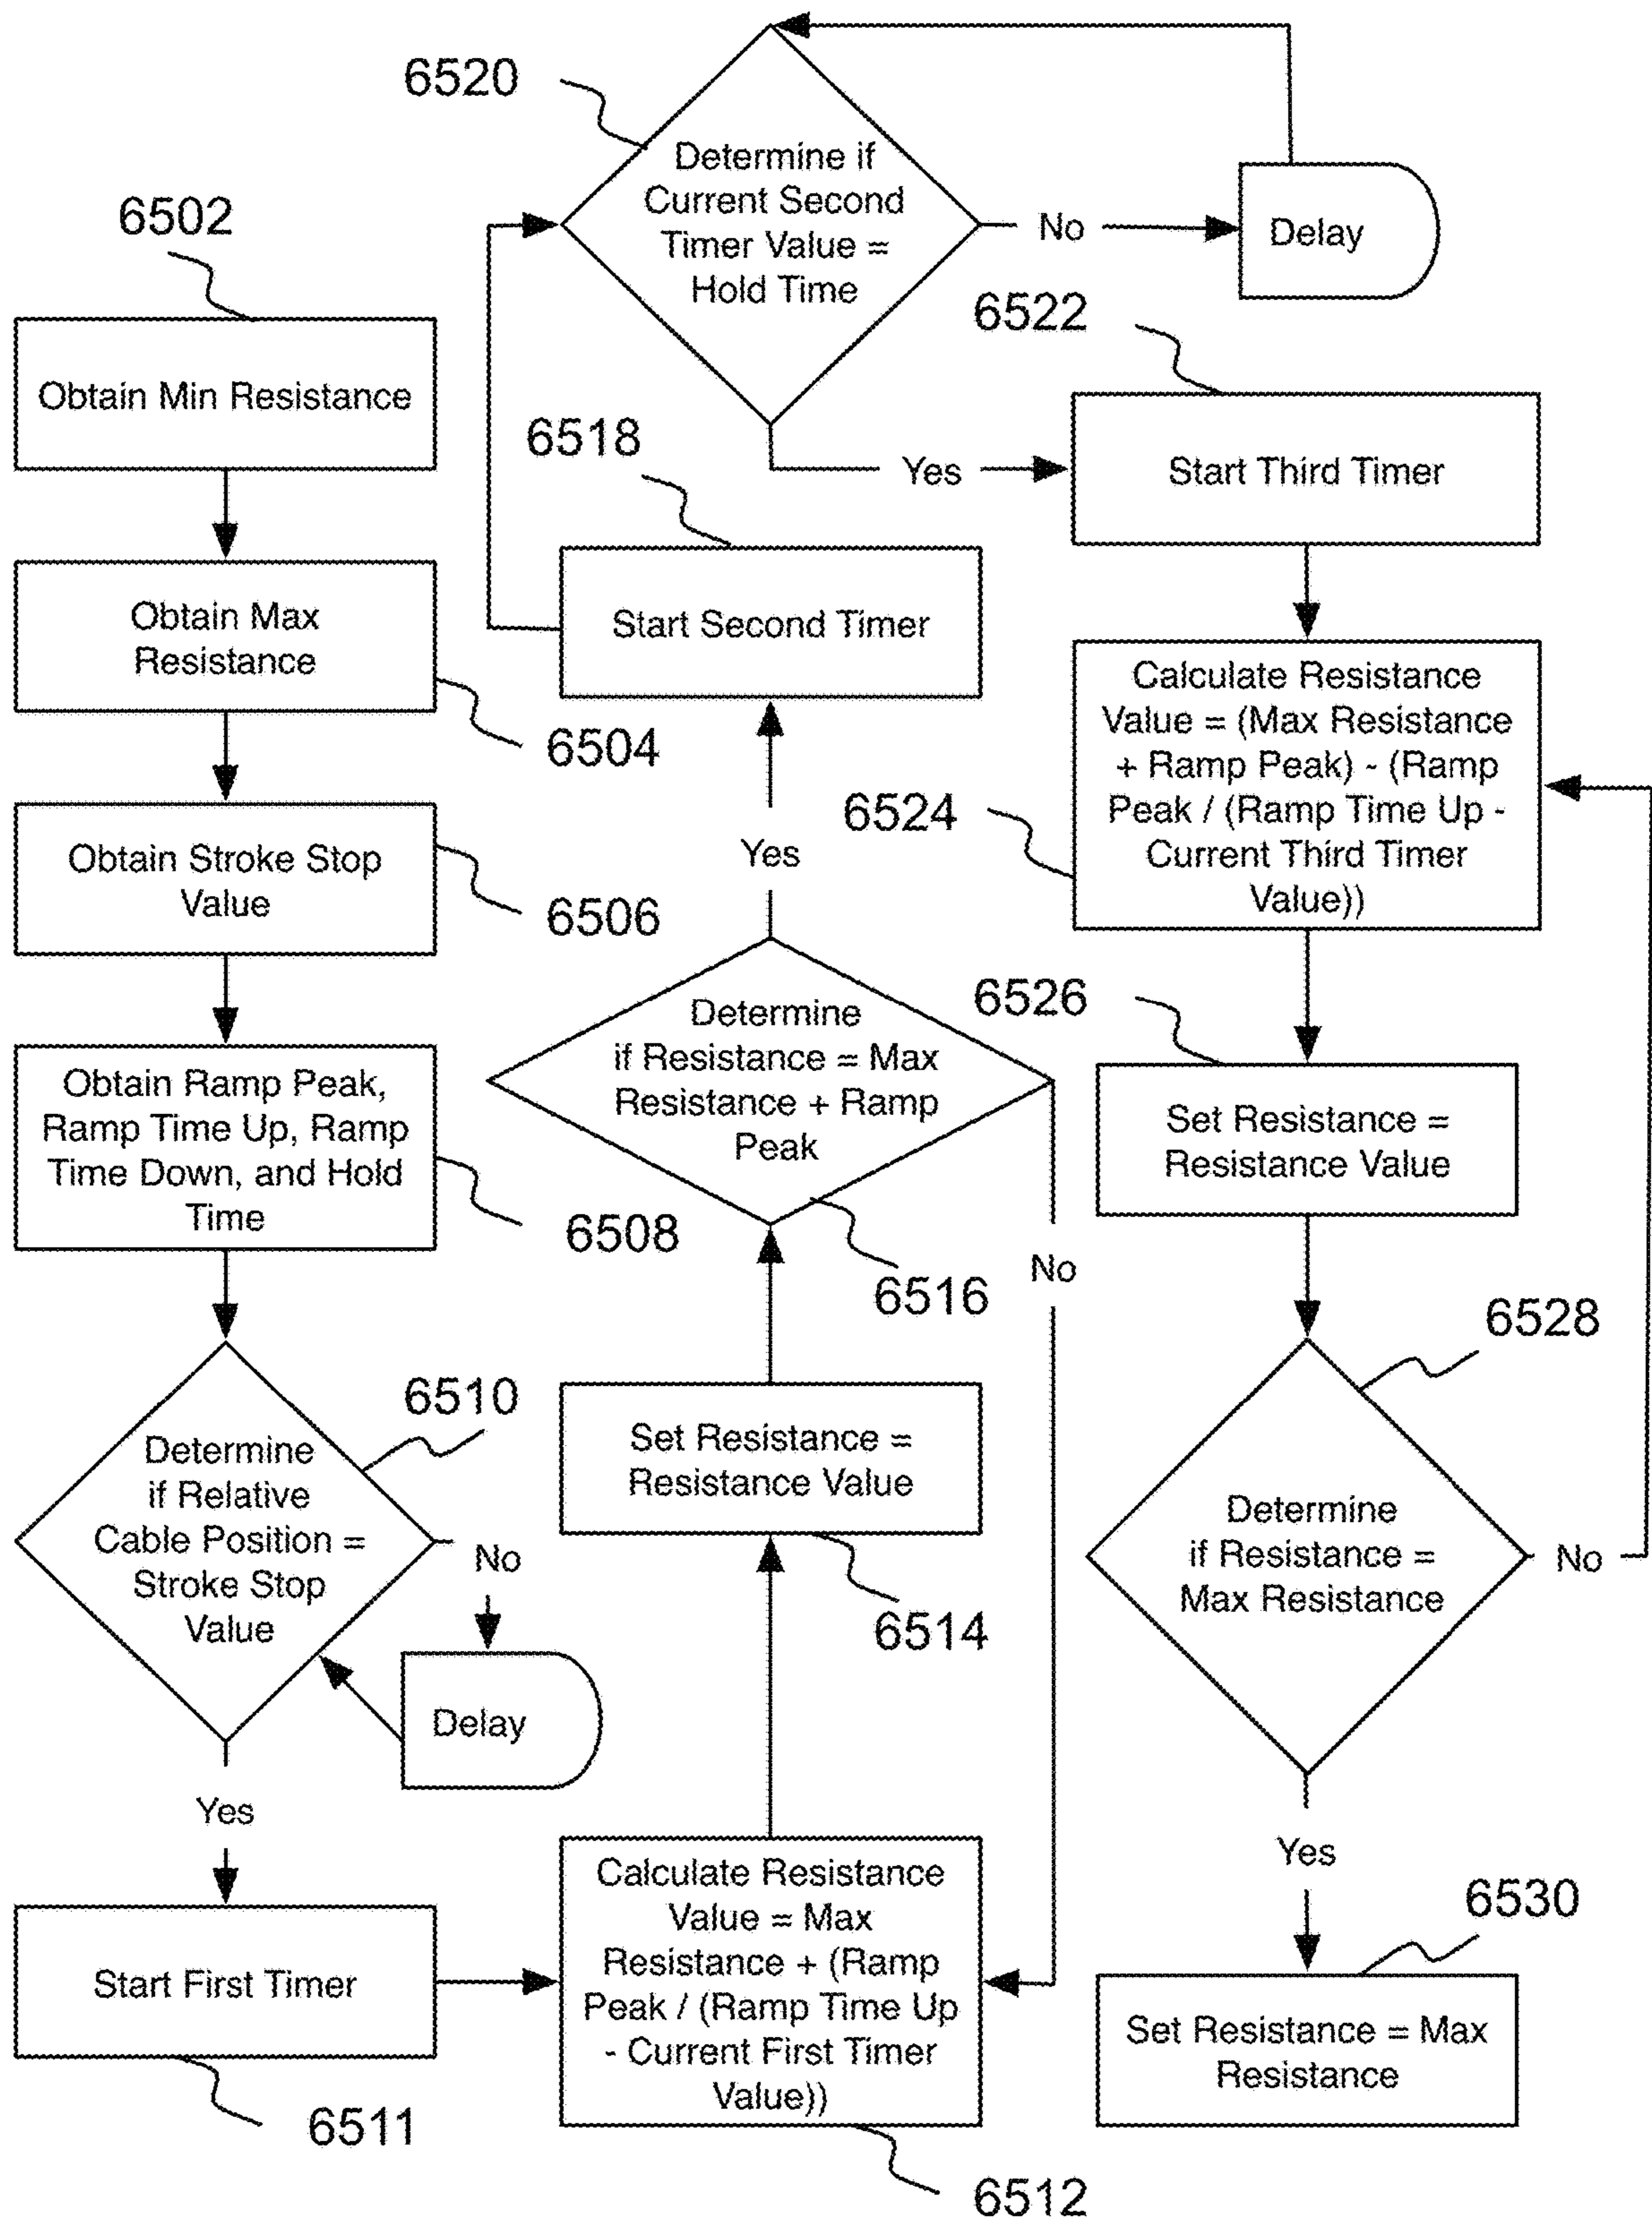 6502
Obtain Min Resistance
Obtain Max
Resistance
6504
Obtain Stroke Stop
Value
6506
Obtain Ramp Peak,
Ramp Time Up, Ramp
Time Down, and Hold
Time
6508
6510
Determine
if Relative
Cable Position =
Stroke Stop
Value
No
Delay
Yes
Start First Timer
6511
Calculate Resistance
Value = Max
Resistance + (Ramp
Peak / (Ramp Time Up
- Current First Timer
Value))
6512
Set Resistance =
Resistance Value
6514
Determine
if Resistance = Max
Resistance + Ramp
Peak
6516
No
Yes
6518
Start Second Timer
6520
Determine if
Current Second
Timer Value =
Hold Time
No
Delay
Yes
6522
Start Third Timer
Calculate Resistance
Value = (Max Resistance
+ Ramp Peak) - (Ramp
Peak / (Ramp Time Up -
Current Third Timer
Value))
6524
6526
Set Resistance =
Resistance Value
6528
Determine
if Resistance =
Max Resistance
No
Yes
6530
Set Resistance = Max
Resistance